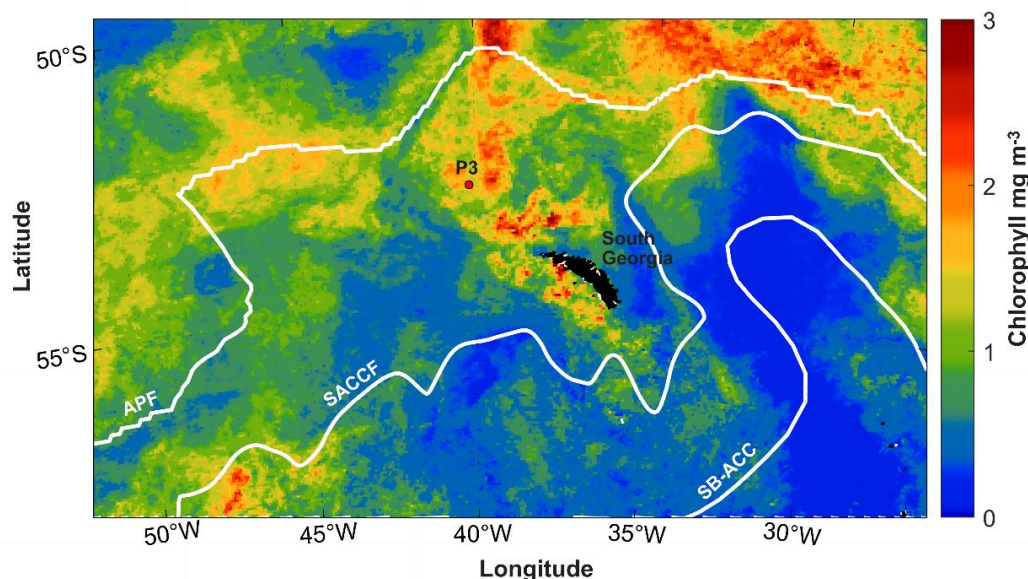 50°S
55°S
Latitude
P3
South
Georgia
APF
SACCF
SB-ACC
50°W
45°W
40°W
35°W
30°W
Longitude
3
2
1
0
Chlorophyll mg m⁻³